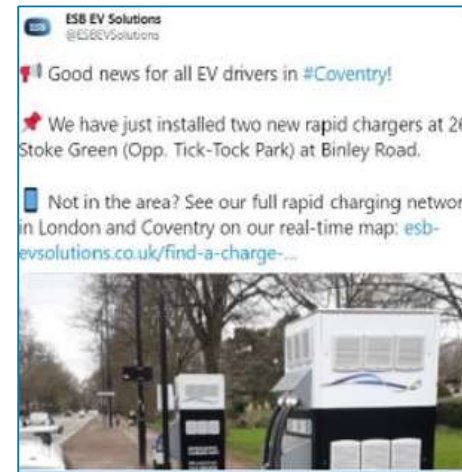 ESB EV Solutions
@ESBEVSolutions
Good news for all EV drivers in #Coventry!
We have just installed two new rapid chargers at 26
Stoke Green (Opp. Tick-Tock Park) at Binley Road.
Not in the area? See our full rapid charging networ
in London and Coventry on our real-time map: esb-
evsolutions.co.uk/find-a-charge-...